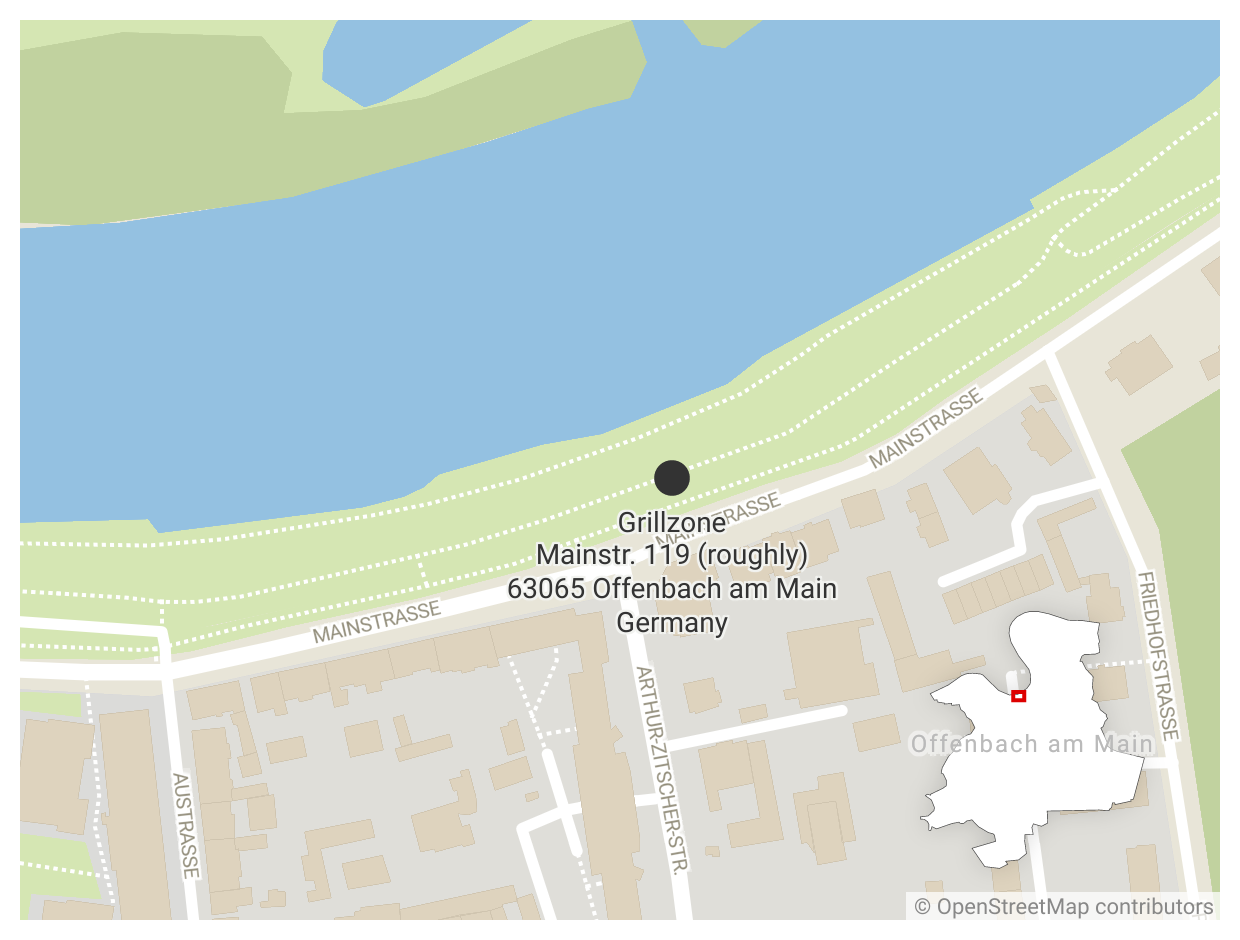 MAINSTRASSE
MAINSTRASSE
Grillzone
Mainstr. 119 (roughly)
63065 Offenbach am Main
Germany
MAINSTRASSE
FRIEDHOFSTRASSE
ARTHUR-ZITSCHER-STR.
Offenbach am Main
AUSTRASSE
© OpenStreetMap contributors